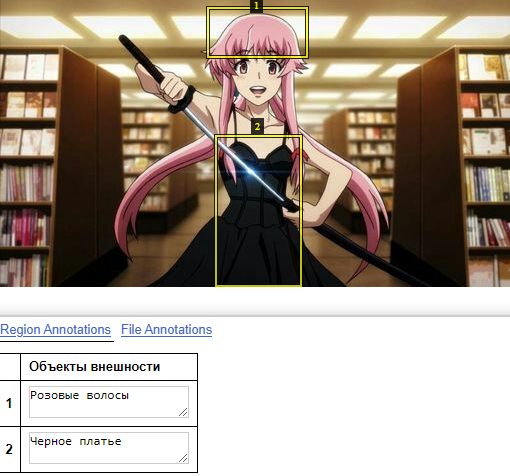 1
2
Region Annotations File Annotations
Объекты внешности
1 Розовые волосы
2 Черное платье